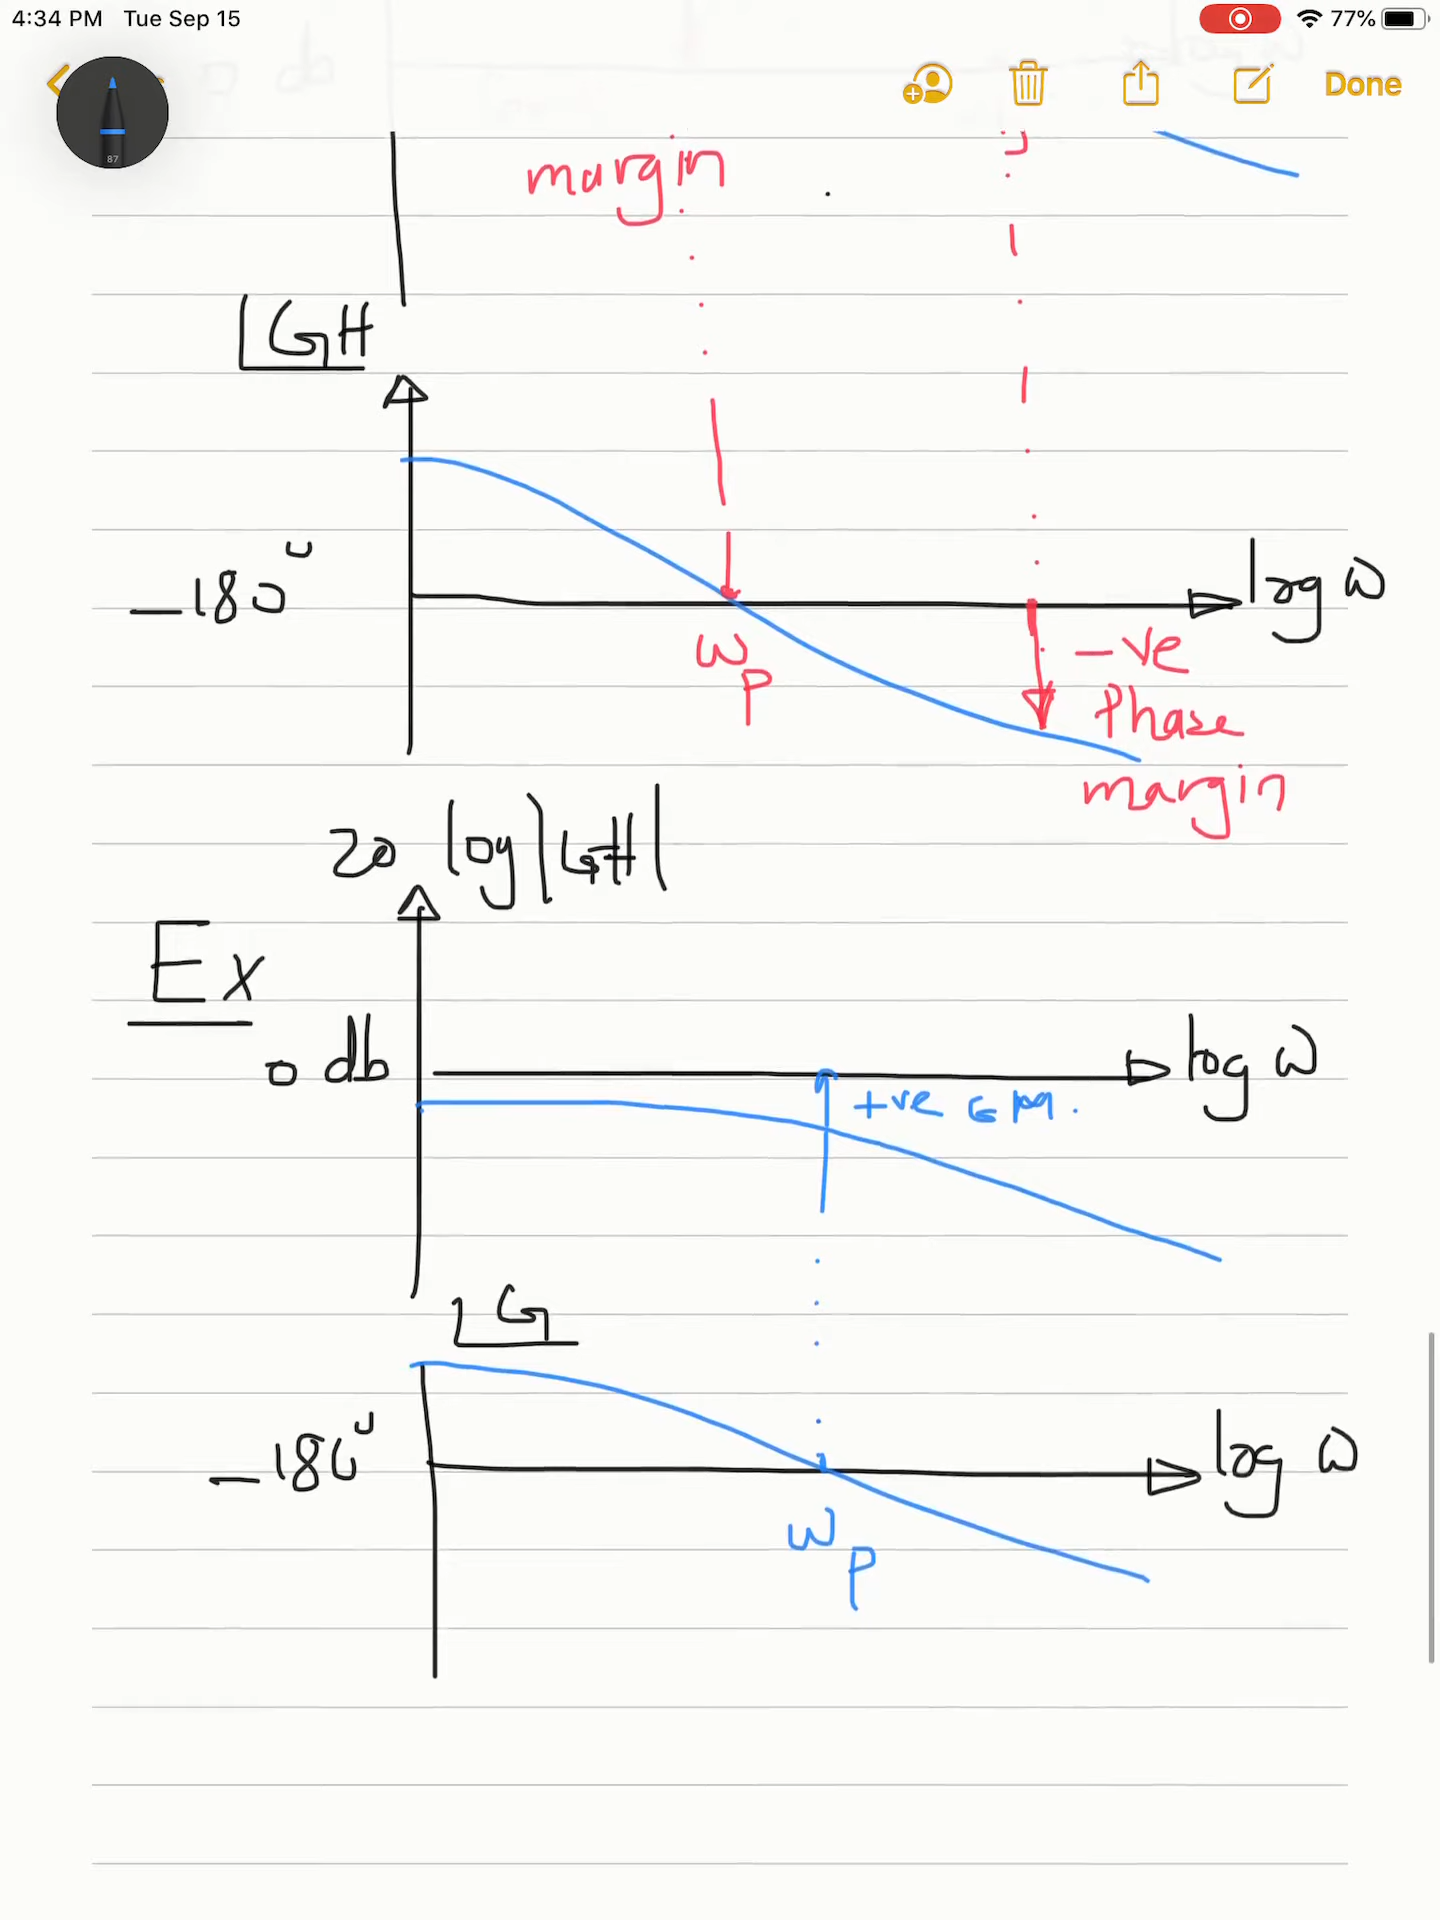 4:34 PM Tue Sep 15
77%
Done
87
margin
∠GH
-180°
log ω
ωp
-ve
Phase
margin
20 log|GH|
Ex
0 db
log ω
+ve GM.
∠G
-180°
log ω
ωp